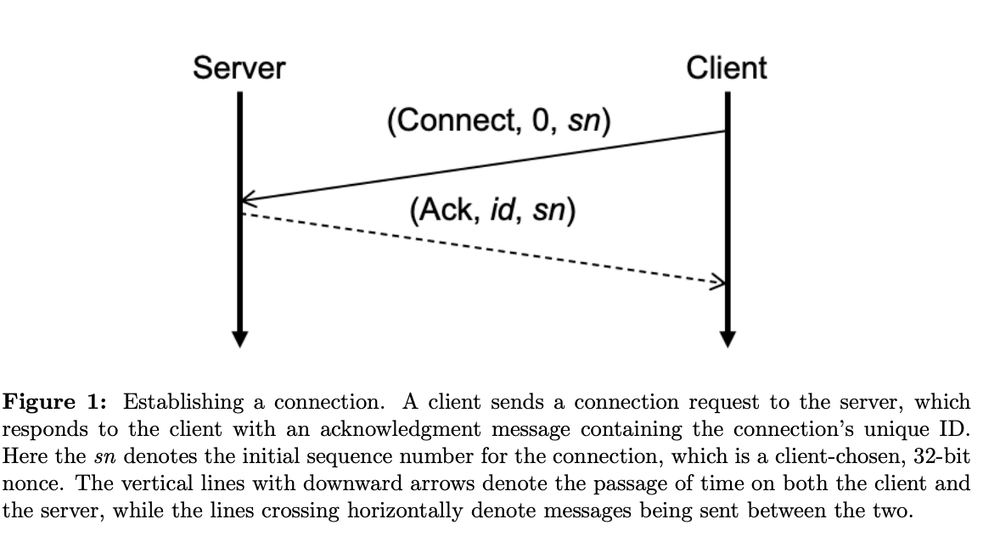 Server
Client
(Connect, 0, sn)
(Ack, id, sn)
Figure 1: Establishing a connection. A client sends a connection request to the server, which
responds to the client with an acknowledgment message containing the connection's unique ID.
Here the sn denotes the initial sequence number for the connection, which is a client-chosen, 32-bit
nonce. The vertical lines with downward arrows denote the passage of time on both the client and
the server, while the lines crossing horizontally denote messages being sent between the two.